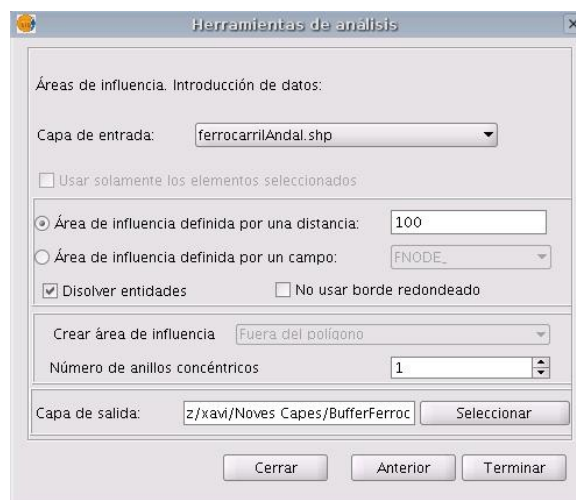 Herramientas de análisis
Áreas de influencia. Introducción de datos:
Capa de entrada: ferrocarrilAndal.shp
Usar solamente los elementos seleccionados
Área de influencia definida por una distancia: 100
Área de influencia definida por un campo: FNODE_
Disolver entidades No usar borde redondeado
Crear área de influencia Fuera del polígono
Número de anillos concéntricos 1
Capa de salida: z/xavi/Noves Capes/BufferFerroc Seleccionar
Cerrar Anterior Terminar